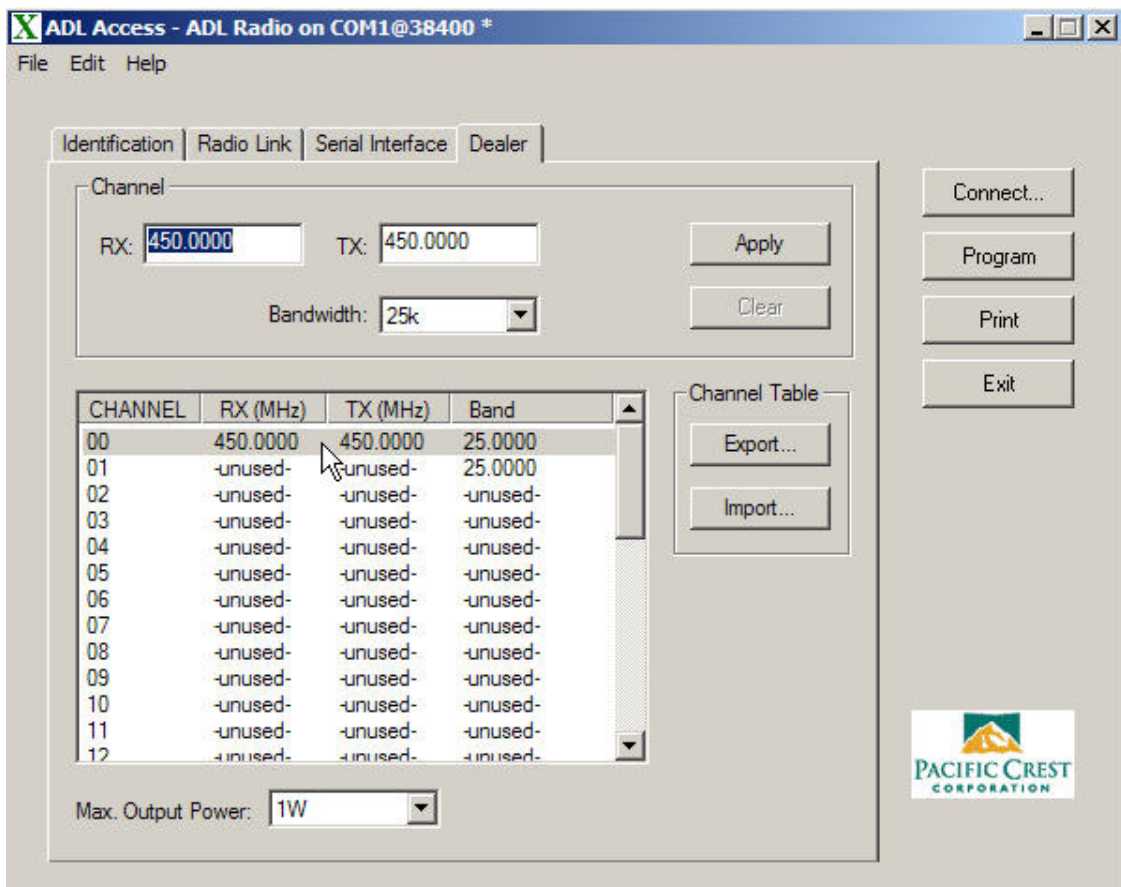 ADL Access - ADL Radio on COM1@38400 *
File Edit Help
Identification Radio Link Serial Interface Dealer
Channel
RX: 450.0000 TX: 450.0000 Apply
Bandwidth: 25k Clear
Connect...
Program
Print
Exit
CHANNEL RX (MHz) TX (MHz) Band
00 450.0000 450.0000 25.0000
01 -unused- -unused- 25.0000
02 -unused- -unused- -unused-
03 -unused- -unused- -unused-
04 -unused- -unused- -unused-
05 -unused- -unused- -unused-
06 -unused- -unused- -unused-
07 -unused- -unused- -unused-
08 -unused- -unused- -unused-
09 -unused- -unused- -unused-
10 -unused- -unused- -unused-
11 -unused- -unused- -unused-
12 -unused- -unused- -unused-
Channel Table
Export...
Import...
Max. Output Power: 1W
PACIFIC CREST
CORPORATION